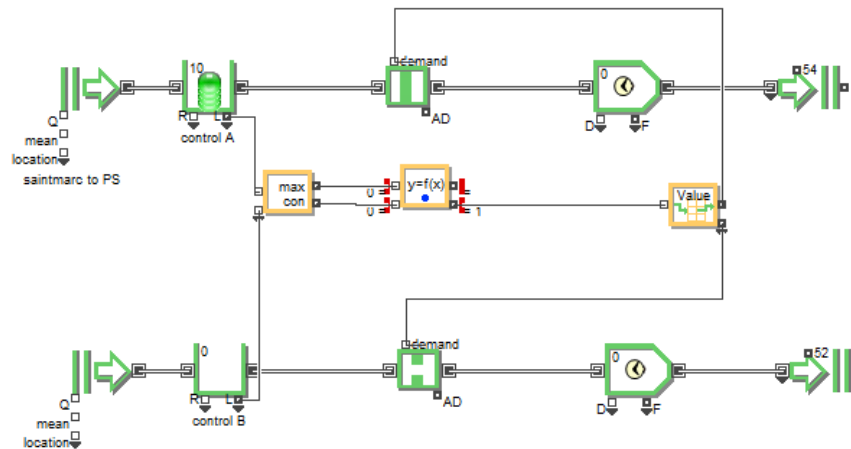 10
demand
0
54
Q
R L
AD
D F
mean
control A
location
saintmarc to PS
max
con
0 =
y=f(x)
=
0 =
= 1
Value
0
demand
0
52
Q
R L
AD
D F
mean
control B
location